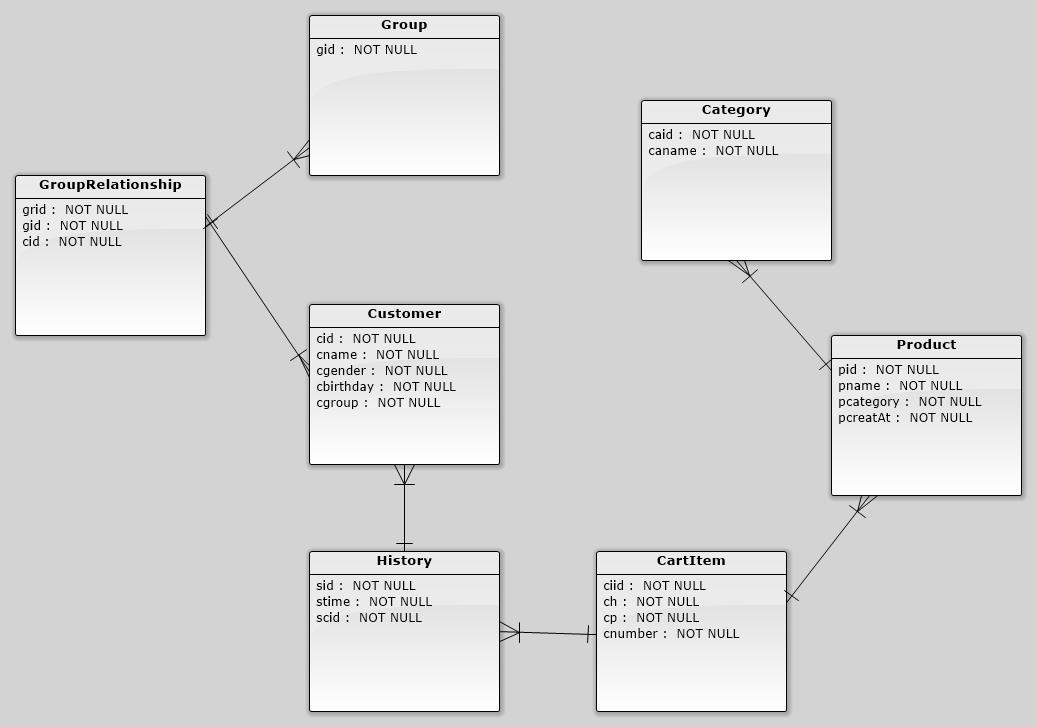 Group
gid : NOT NULL
Category
caid : NOT NULL
caname : NOT NULL
GroupRelationship
grid : NOT NULL
gid : NOT NULL
cid : NOT NULL
Customer
cid : NOT NULL
cname : NOT NULL
cgender : NOT NULL
cbirthday : NOT NULL
cgroup : NOT NULL
Product
pid : NOT NULL
pname : NOT NULL
pcategory : NOT NULL
pcreatAt : NOT NULL
History
sid : NOT NULL
stime : NOT NULL
scid : NOT NULL
CartItem
ciid : NOT NULL
ch : NOT NULL
cp : NOT NULL
cnumber : NOT NULL